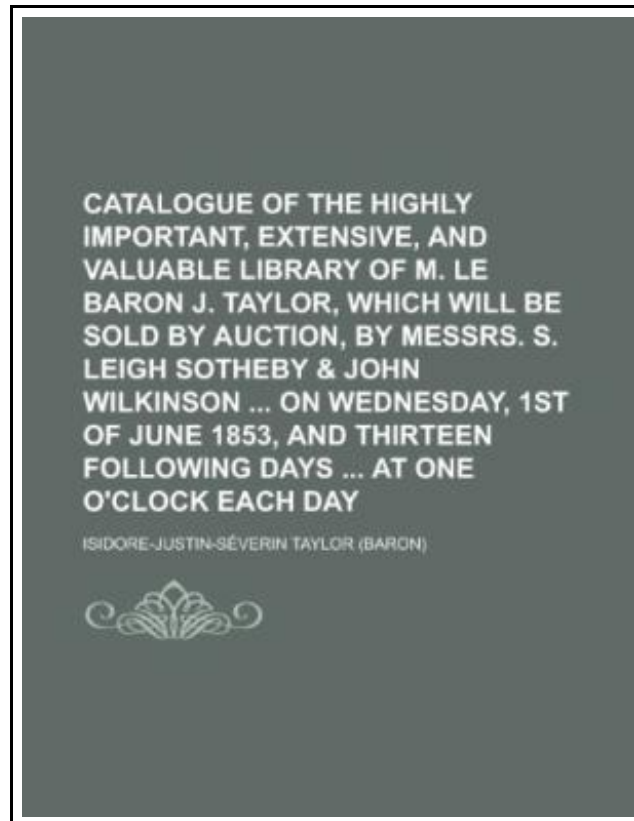 CATALOGUE OF THE HIGHLY
IMPORTANT, EXTENSIVE, AND
VALUABLE LIBRARY OF M. LE
BARON J. TAYLOR, WHICH WILL BE
SOLD BY AUCTION, BY MESSRS. S.
LEIGH SOTHEBY & JOHN
WILKINSON ... ON WEDNESDAY, 1ST
OF JUNE 1853, AND THIRTEEN
FOLLOWING DAYS ... AT ONE
O'CLOCK EACH DAY
ISIDORE-JUSTIN-SÉVERIN TAYLOR (BARON)